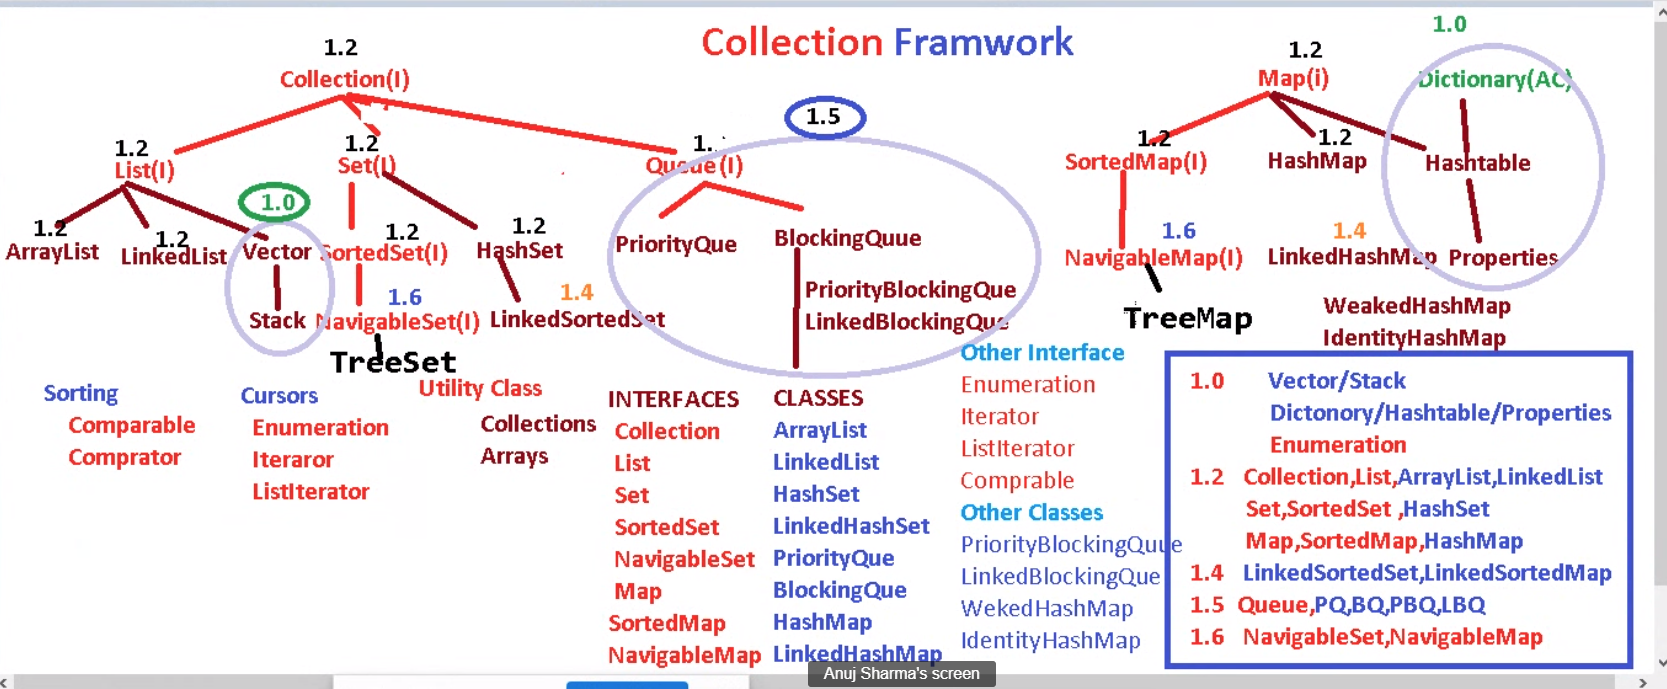 Collection Framwork
1.2
Collection(I)
1.2
List(I)
1.2
Set(I)
1.
Queue(I)
1.5
1.2
ArrayList
1.2
LinkedList
1.0
Vector
Stack
1.2
SortedSet(I)
1.6
NavigableSet(I)
TreeSet
1.2
HashSet
1.4
LinkedSortedSet
PriorityQue
BlockingQuue
PriorityBlockingQue
LinkedBlockingQue
1.2
Map(i)
1.0
Dictionary(AC)
1.2
SortedMap(I)
1.2
HashMap
Hashtable
1.6
NavigableMap(I)
TreeMap
1.4
LinkedHashMap
Properties
WeakedHashMap
IdentityHashMap
Sorting
Comparable
Comprator
Cursors
Enumeration
Iteraror
ListIterator
Utility Class
Collections
Arrays
INTERFACES
Collection
List
Set
SortedSet
NavigableSet
Map
SortedMap
NavigableMap
CLASSES
ArrayList
LinkedList
HashSet
LinkedHashSet
PriorityQue
BlockingQue
HashMap
LinkedHashMap
Other Interface
Enumeration
Iterator
ListIterator
Comprable
Other Classes
PriorityBlockingQuue
LinkedBlockingQue
WekedHashMap
IdentityHashMap
1.0 Vector/Stack
Dictonory/Hashtable/Properties
Enumeration
1.2 Collection,List,ArrayList,LinkedList
Set,SortedSet ,HashSet
Map,SortedMap,HashMap
1.4 LinkedSortedSet,LinkedSortedMap
1.5 Queue,PQ,BQ,PBQ,LBQ
1.6 NavigableSet,NavigableMap
Anuj Sharma's screen